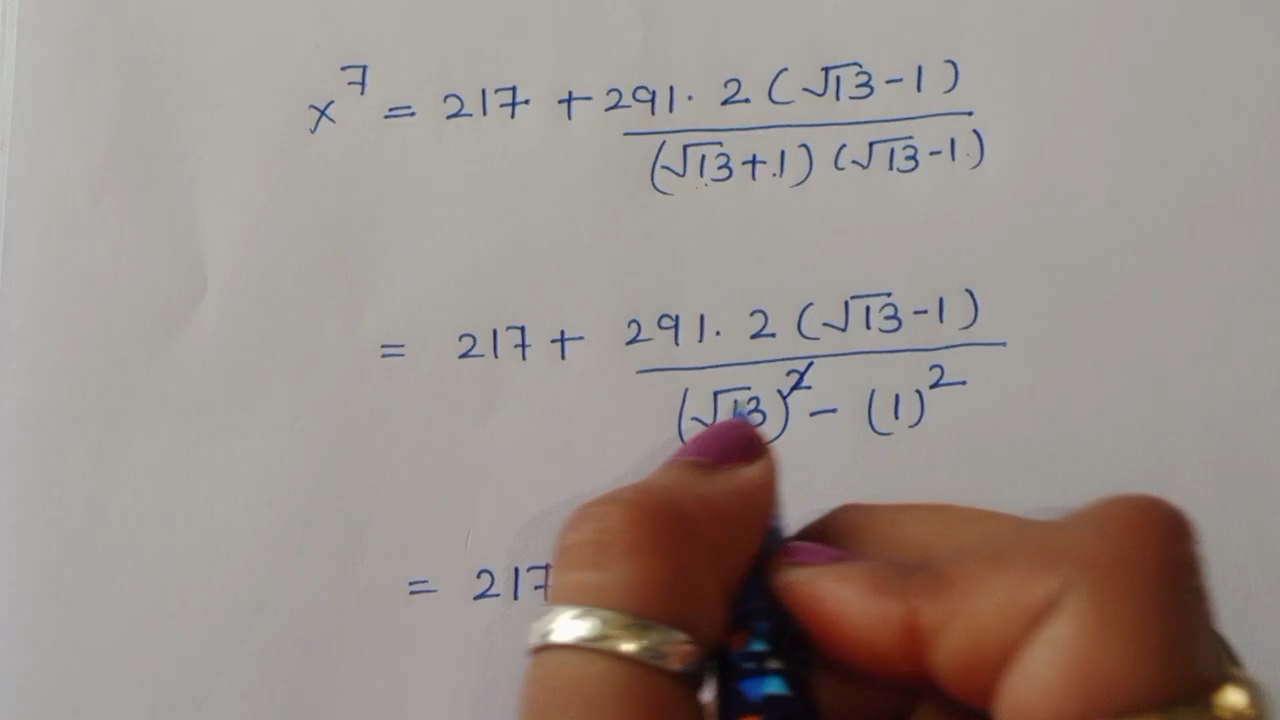 x⁷ = 217 + 291. 2 (√13 - 1)
(√13 + 1) (√13 - 1)
= 217 + 291. 2 (√13 - 1)
(√13)² - (1)²
= 217